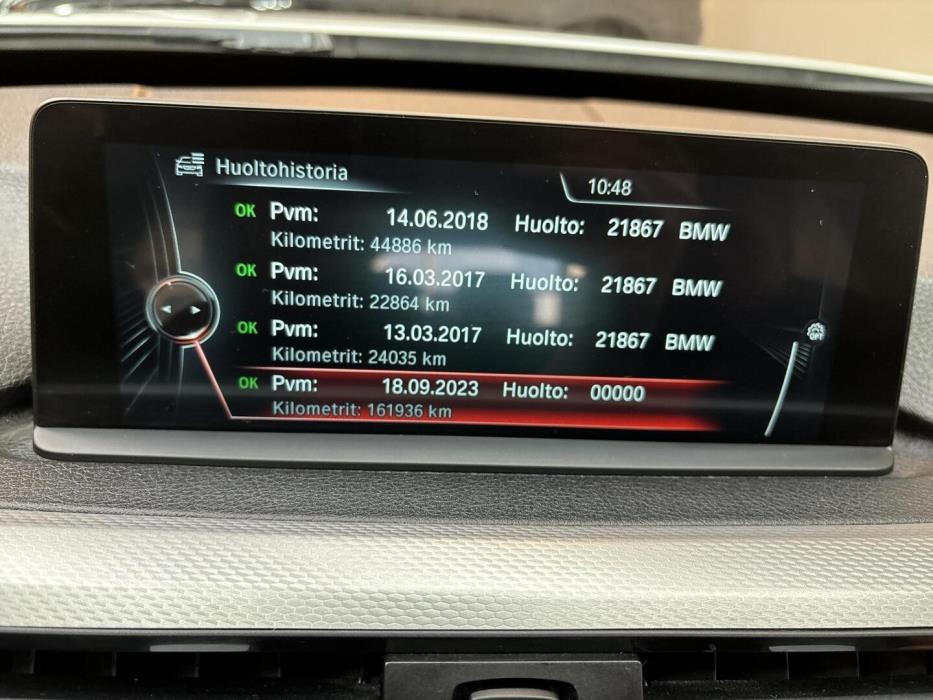 Huoltohistoria
10:48
OK Pvm: 14.06.2018 Huolto: 21867 BMW
Kilometrit: 44886 km
OK Pvm: 16.03.2017 Huolto: 21867 BMW
Kilometrit: 22864 km
OK Pvm: 13.03.2017 Huolto: 21867 BMW
Kilometrit: 24035 km
OK Pvm: 18.09.2023 Huolto: 00000
Kilometrit: 161936 km
OPT